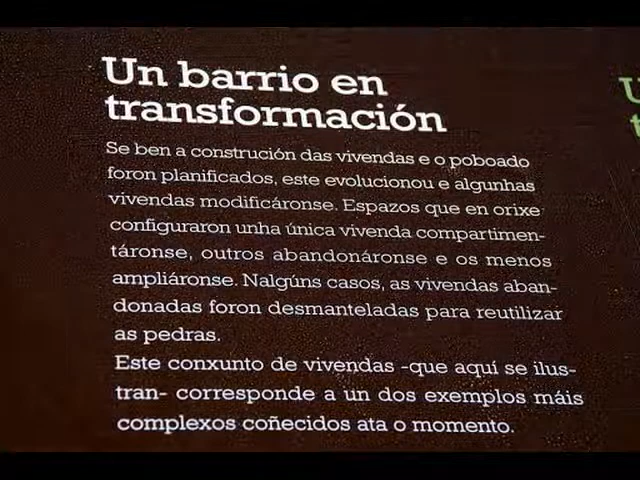 Un barrio en
transformación
Se ben a construción das vivendas e o poboado
foron planificados, este evolucionou e algunhas
vivendas modificáronse. Espazos que en orixe
configuraron unha única vivenda compartimen-
táronse, outros abandonáronse e os menos
ampliáronse. Nalgúns casos, as vivendas aban-
donadas foron desmanteladas para reutilizar
as pedras.
Este conxunto de vivendas -que aquí se ilus-
tran- corresponde a un dos exemplos máis
complexos coñecidos ata o momento.